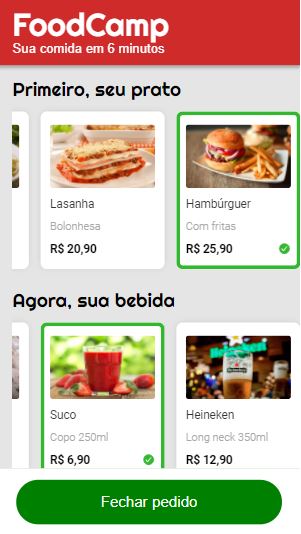 FoodCamp
Sua comida em 6 minutos
Primeiro, seu prato
Lasanha
Bolonhesa
R$ 20,90
Hambúrguer
Com fritas
R$ 25,90
Agora, sua bebida
Suco
Copo 250ml
R$ 6,90
Heineken
Heineken
Long neck 350ml
R$ 12,90
Fechar pedido